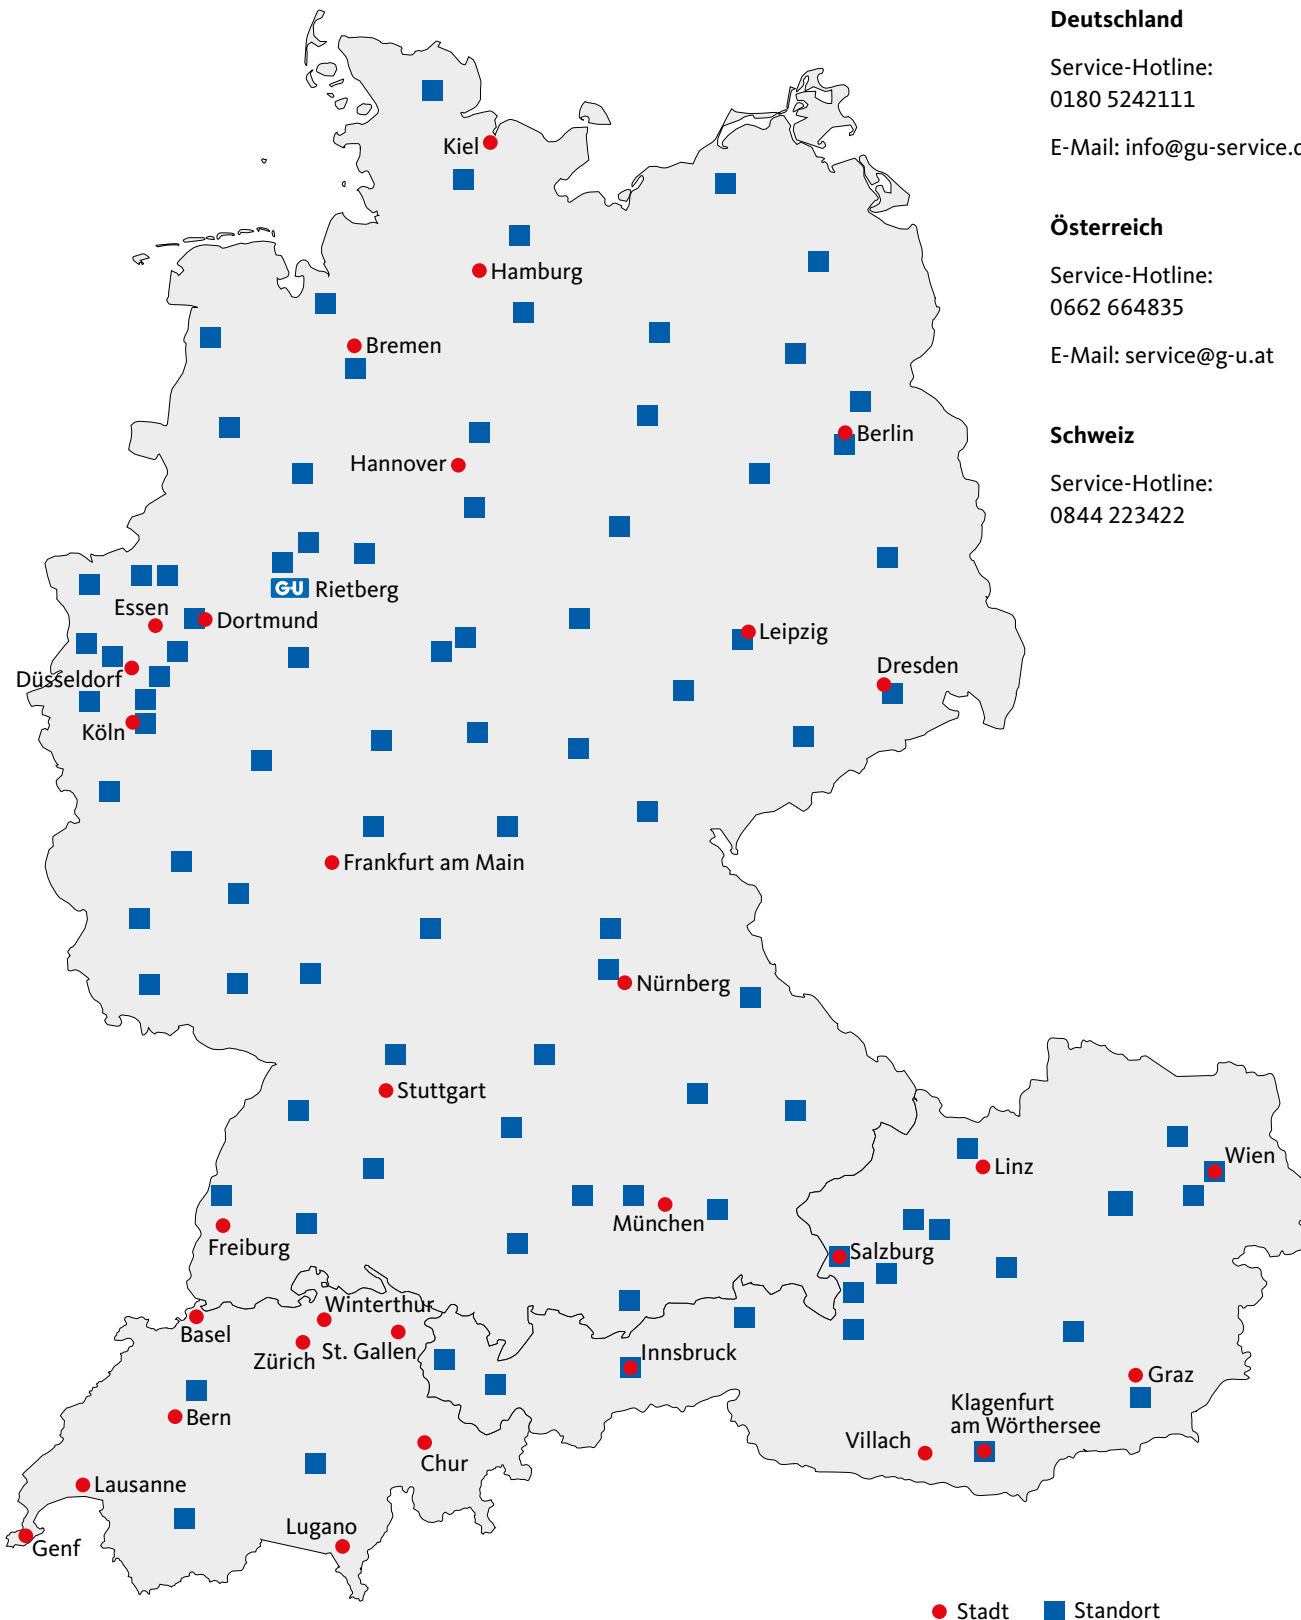 Deutschland
Service-Hotline:
0180 5242111
E-Mail: info@gu-service.
Österreich
Service-Hotline:
0662 664835
E-Mail: service@g-u.at
Schweiz
Service-Hotline:
0844 223422
Kiel
Hamburg
Bremen
Berlin
Hannover
GU Rietberg
Essen
Dortmund
Leipzig
Düsseldorf
Dresden
Köln
Frankfurt am Main
Nürnberg
Stuttgart
Linz
Wien
München
Freiburg
Salzburg
Winterthur
Basel
Zürich
St. Gallen
Innsbruck
Graz
Klagenfurt
am Wörthersee
Bern
Villach
Chur
Lausanne
Lugano
Genf
Stadt
Standort